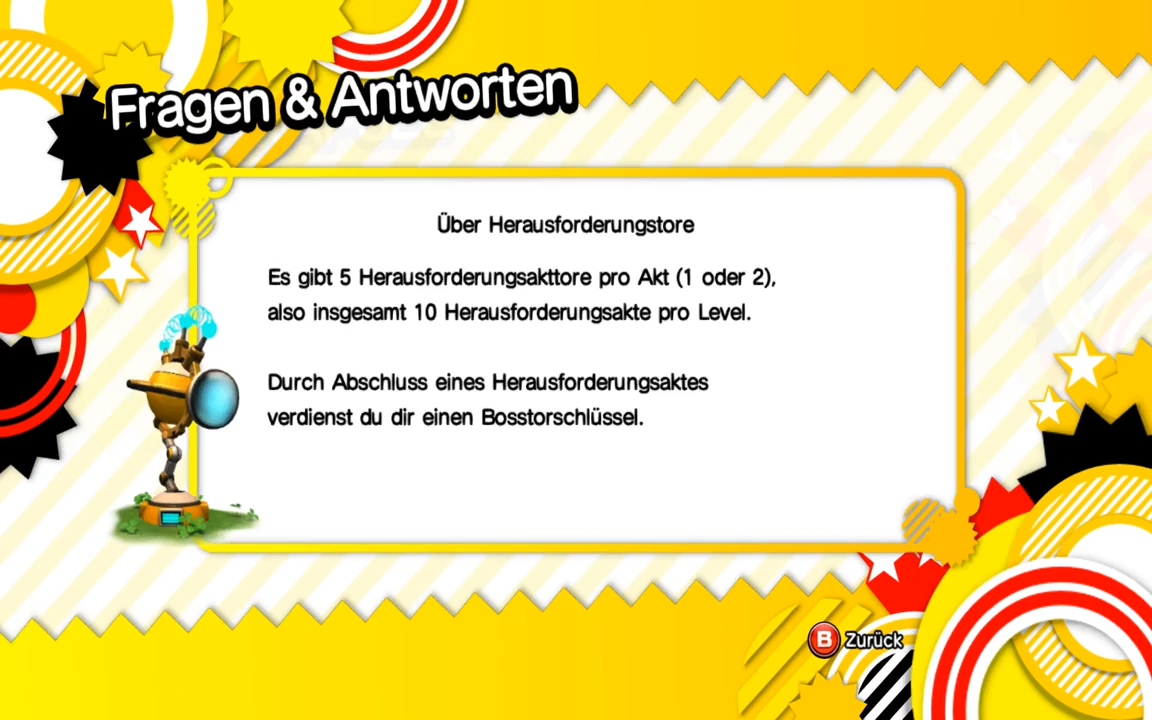 Fragen & Antworten
Über Herausforderungstore
Es gibt 5 Herausforderungsakttore pro Akt (1 oder 2),
also insgesamt 10 Herausforderungsakte pro Level.
Durch Abschluss eines Herausforderungsaktes
verdienst du dir einen Bosstorschlüssel.
B Zurück